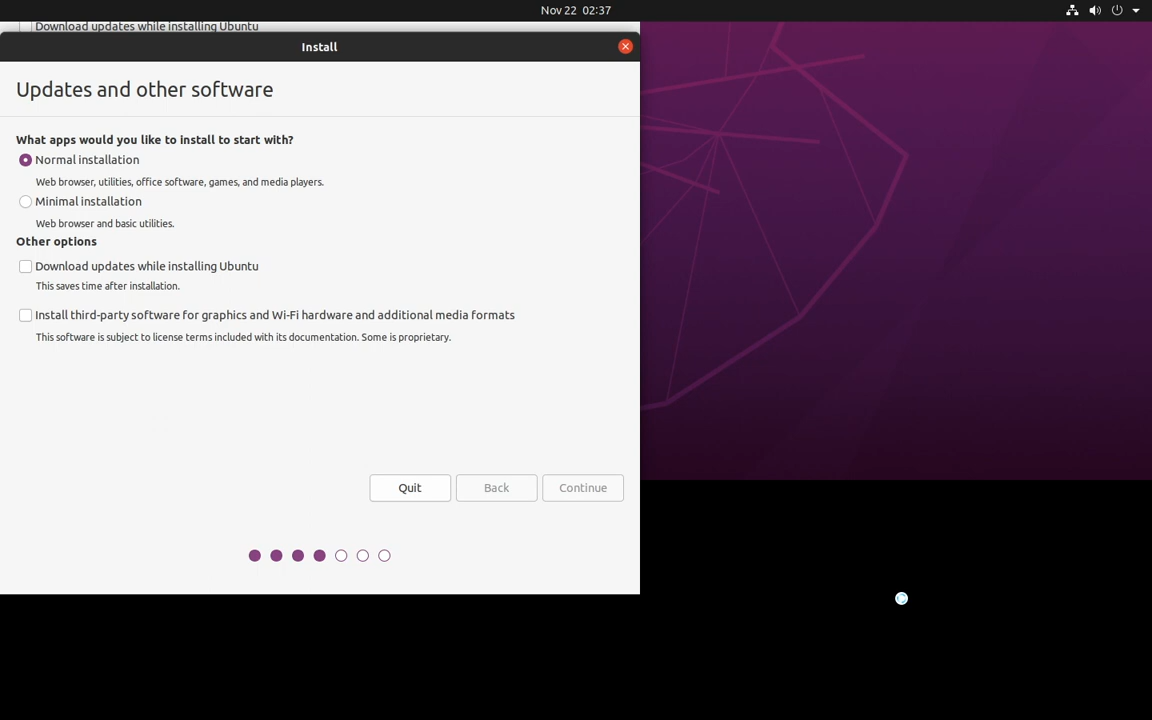 Nov 22 02:37
Download updates while installing Ubuntu
Install
Updates and other software
What apps would you like to install to start with?
Normal installation
Web browser, utilities, office software, games, and media players.
Minimal installation
Web browser and basic utilities.
Other options
Download updates while installing Ubuntu
This saves time after installation.
Install third-party software for graphics and Wi-Fi hardware and additional media formats
This software is subject to license terms included with its documentation. Some is proprietary.
Quit
Back
Continue